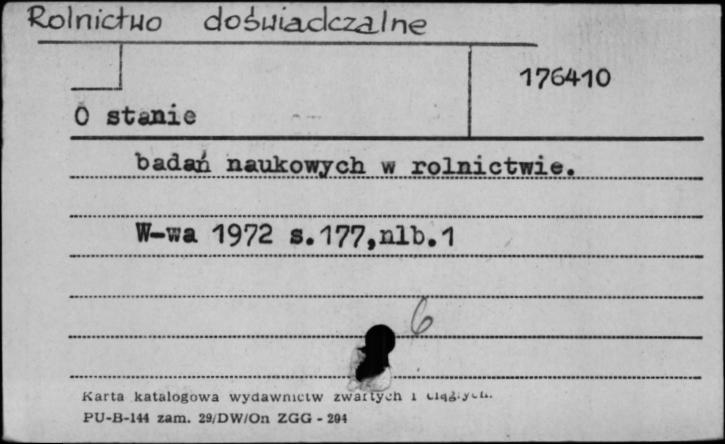 Rolnictwo doświadczalne
176410
O stanie
badań naukowych w rolnictwie.
W-wa 1972 s.177,nlb.1
6
Karta katalogowa wydawnictw zwartych i ciągłych.
PU-B-144 zam. 29/DW/On ZGG - 204